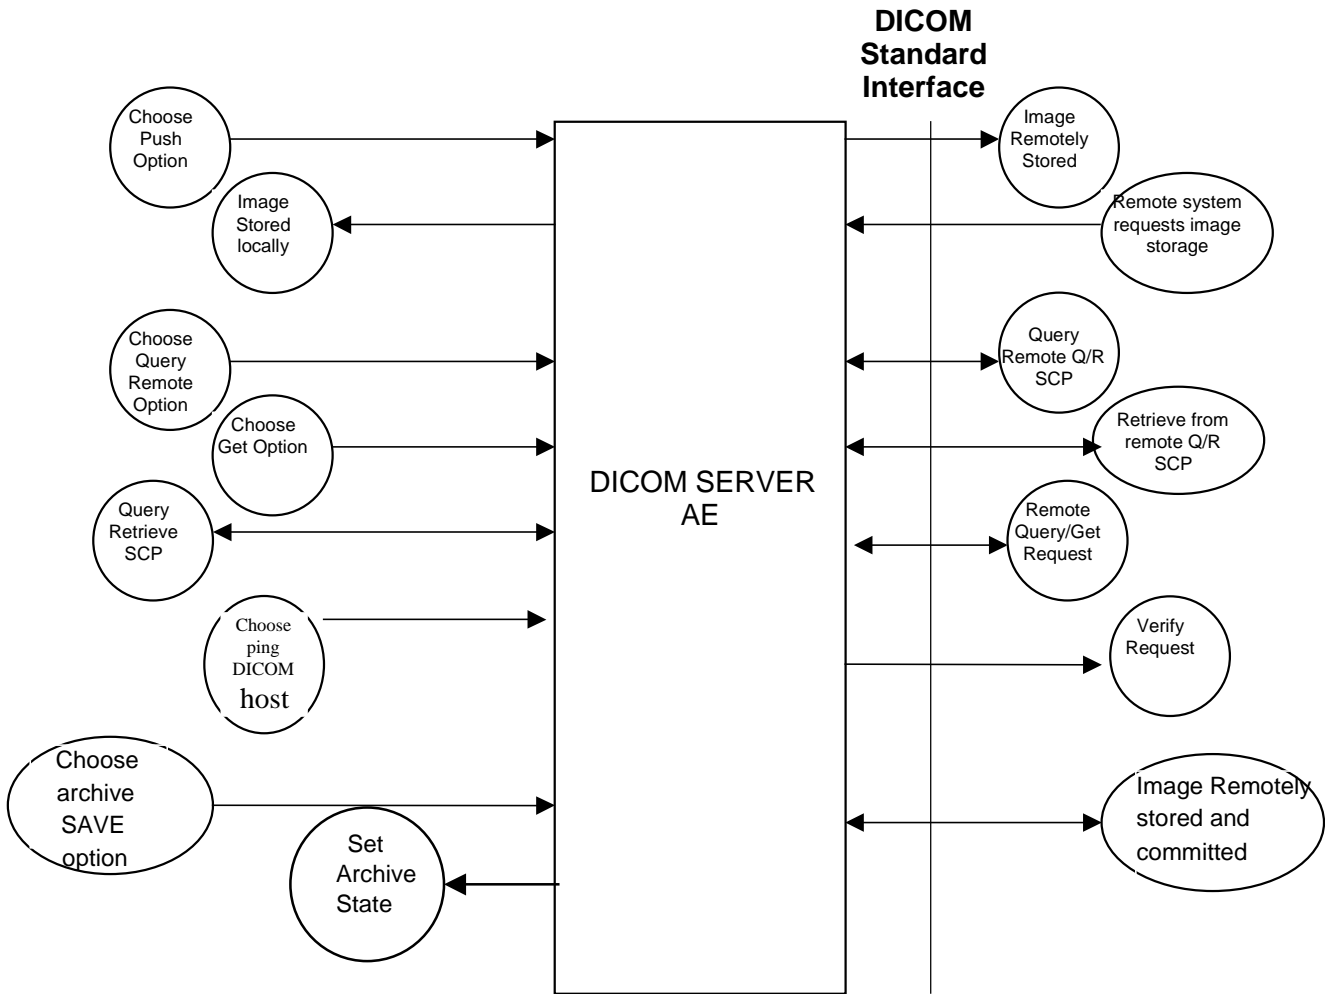 DICOM
Standard
Interface
Choose
Push
Option
Image
Stored
locally
Image
Remotely
Stored
Remote system
requests image
storage
Choose
Query
Remote
Option
Choose
Get Option
Query
Retrieve
SCP
DICOM SERVER
AE
Query
Remote Q/R
SCP
Retrieve from
remote Q/R
SCP
Remote
Query/Get
Request
Choose
ping
DICOM
host
Verify
Request
Choose
archive
SAVE
option
Set
Archive
State
Image Remotely
stored and
committed